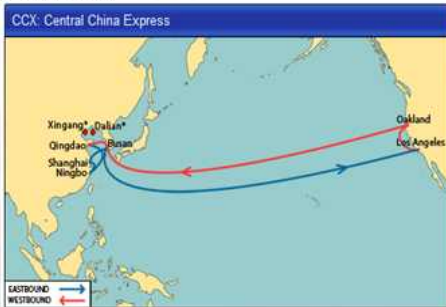 CCX: Central China Express
Xingang* Dalian*
Qingdao
Busan
Shanghai
Ningbo
Oakland
Los Angeles
EASTBOUND
WESTBOUND